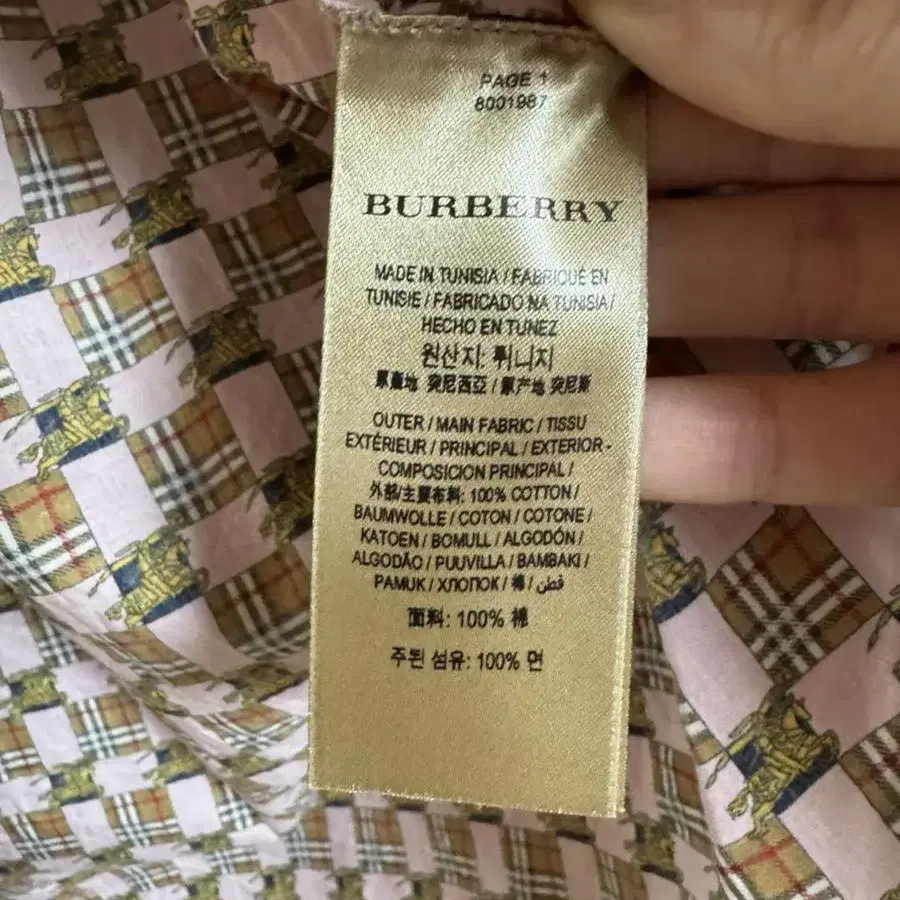 PAGE 1
8001987
BURBERRY
MADE IN TUNISIA / FABRIQUE EN
TUNISIE / FABRICADO NA TUNISIA /
HECHO EN TUNEZ
원산지: 튀니지
原產地 突尼西亞 / 原产地 突尼斯
OUTER / MAIN FABRIC / TISSU
EXTÉRIEUR / PRINCIPAL / EXTERIOR -
COMPOSICION PRINCIPAL /
外部/主要布料: 100% COTTON /
BAUMWOLLE / COTON / COTONE /
KATOEN / BOMULL / ALGODÓN /
ALGODÃO / PUUVILLA / BAMBAKI /
PAMUK / ХЛОПОК / 棉 / قطن
面料: 100% 棉
주된 섬유: 100% 면